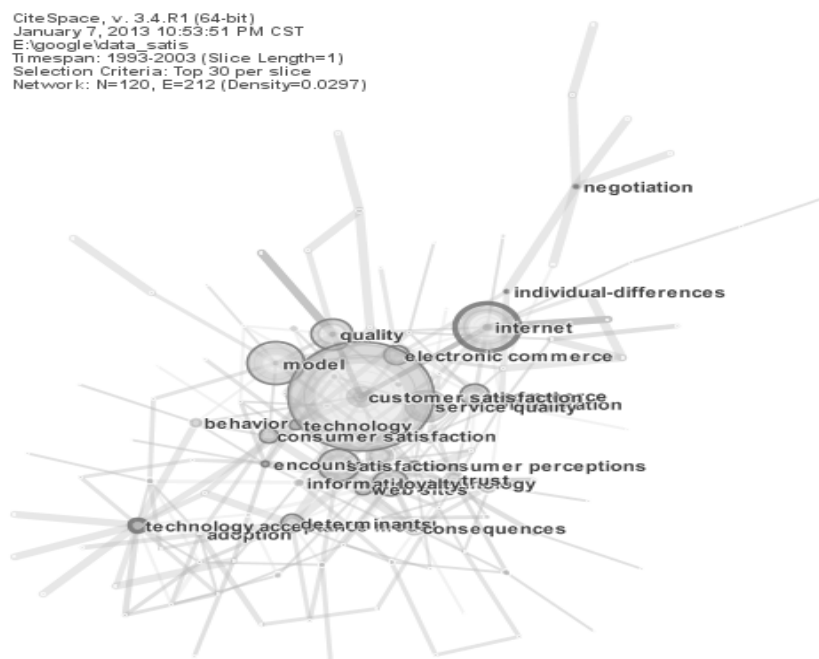 CiteSpace, v. 3.4.R1 (64-bit)
January 7, 2013 10:53:51 PM CST
E:\google\data_satis
Timespan: 1993-2003 (Slice Length=1)
Selection Criteria: Top 30 per slice
Network: N=120, E=212 (Density=0.0297)
negotiation
individual-differences
internet
quality
electronic commerce
model
customer satisfaction
service quality
behavior
technology
consumer satisfaction
satisfaction
perceptions
loyalty
trust
web sites
technology
determinants
consequences
adoption